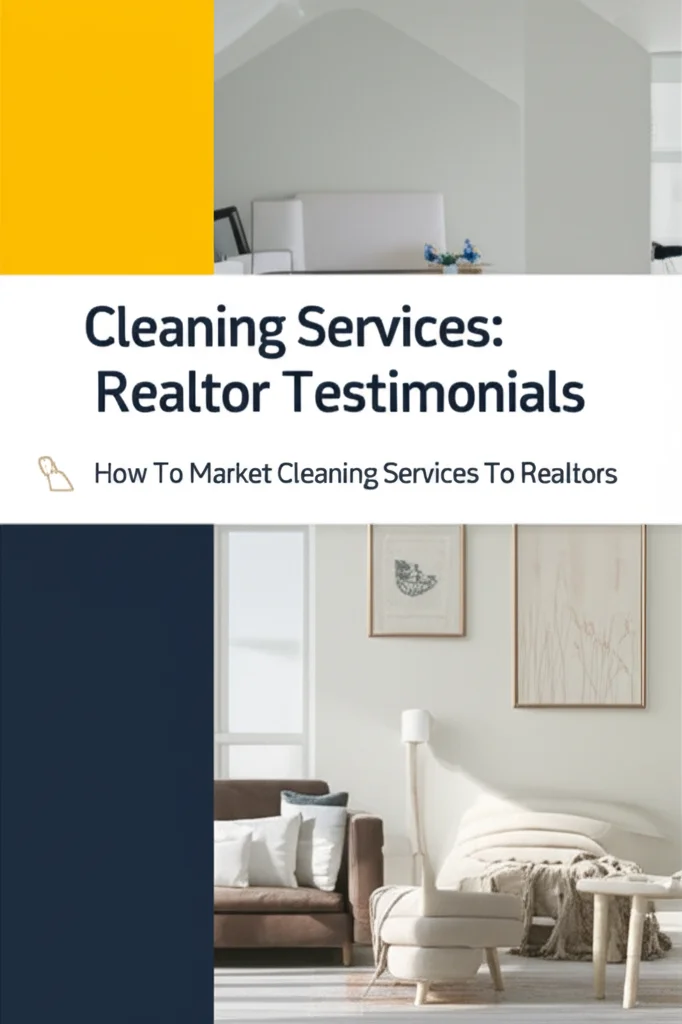 Cleaning Services:
Realtor Testimonials
How To Market Cleaning Services To Realtors